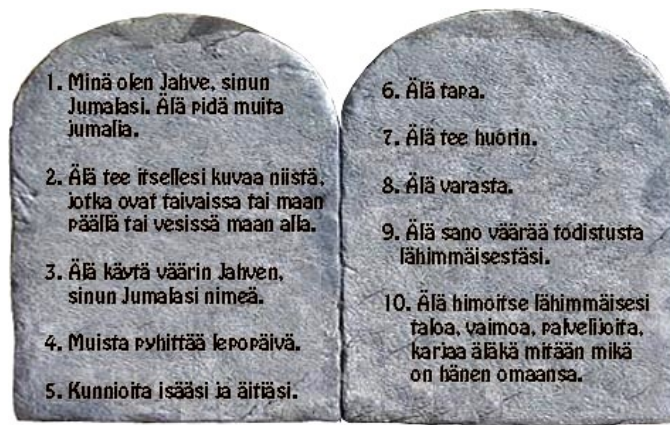 1. Minä olen Jahve, sinun
Jumalasi. Älä pidä muita
jumalia.
2. Älä tee itsellesi kuvaa niistä,
jotka ovat taivaissa tai maan
päällä tai vesissä maan alla.
3. Älä käytä väärin Jahven,
sinun Jumalasi nimeä.
4. Muista pyhittää lepopäivä.
5. Kunnioita isääsi ja äitiäsi.
6. Älä tapa.
7. Älä tee huorin.
8. Älä varasta.
9. Älä sano väärää todistusta
lähimmäisestäsi.
10. Älä himoitse lähimmäisesi
taloa, vaimoa, palvelijoita,
karjaa äläkä mitään mikä
on hänen omaansa.